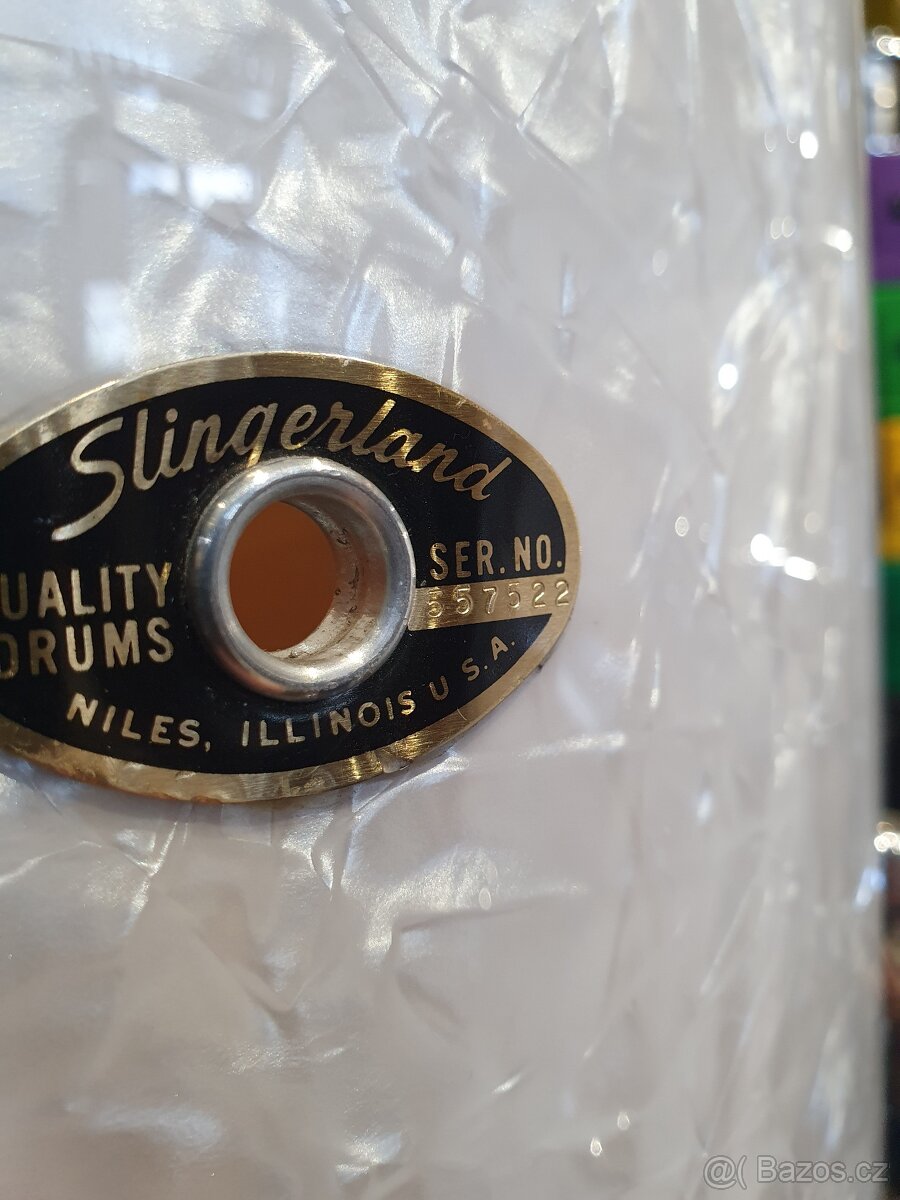 Slingerland
UALITY
DRUMS
SER. NO.
557522
NILES, ILLINOIS U S.A.
@( Bazos.cz